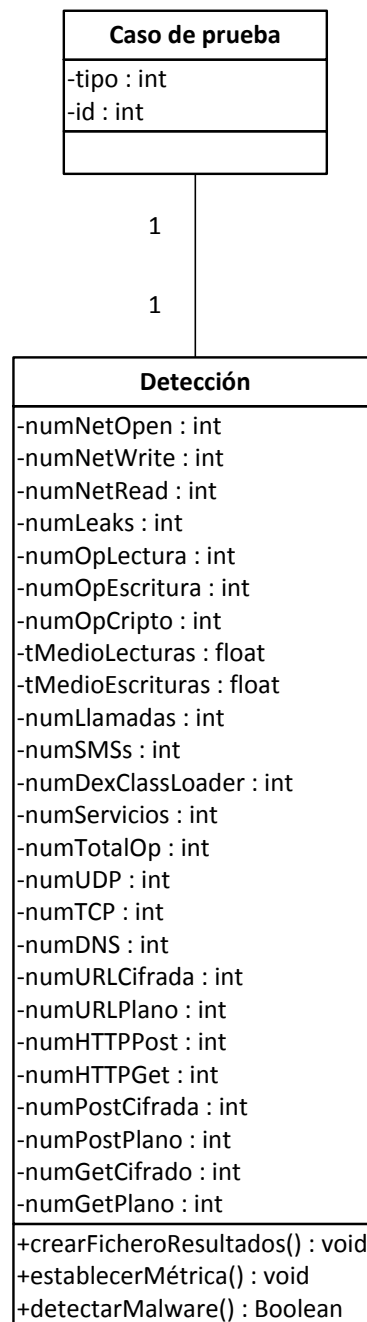 Caso de prueba
-tipo : int
-id : int
1
1
Detección
-numNetOpen : int
-numNetWrite : int
-numNetRead : int
-numLeaks : int
-numOpLectura : int
-numOpEscritura : int
-numOpCripto : int
-tMedioLecturas : float
-tMedioEscrituras : float
-numLlamadas : int
-numSMSs : int
-numDexClassLoader : int
-numServicios : int
-numTotalOp : int
-numUDP : int
-numTCP : int
-numDNS : int
-numURLCifrada : int
-numURLPlano : int
-numHTTPPost : int
-numHTTPGet : int
-numPostCifrada : int
-numPostPlano : int
-numGetCifrado : int
-numGetPlano : int
+crearFicheroResultados() : void
+establecerMétrica() : void
+detectarMalware() : Boolean